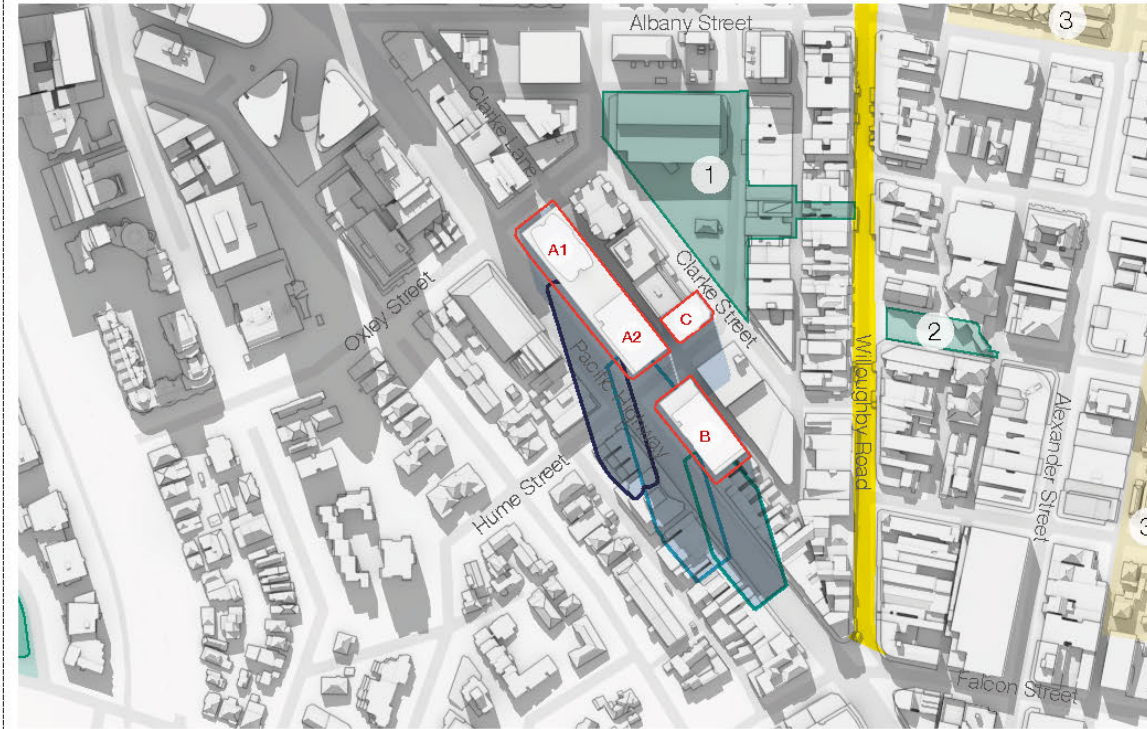 Albany Street
3
Clarke Lane
1
A1
Clarke Street
Oxley Street
C
A2
2
Pacific Highway
Willoughby Road
B
Alexander Street
Hume Street
3
Falcon Street